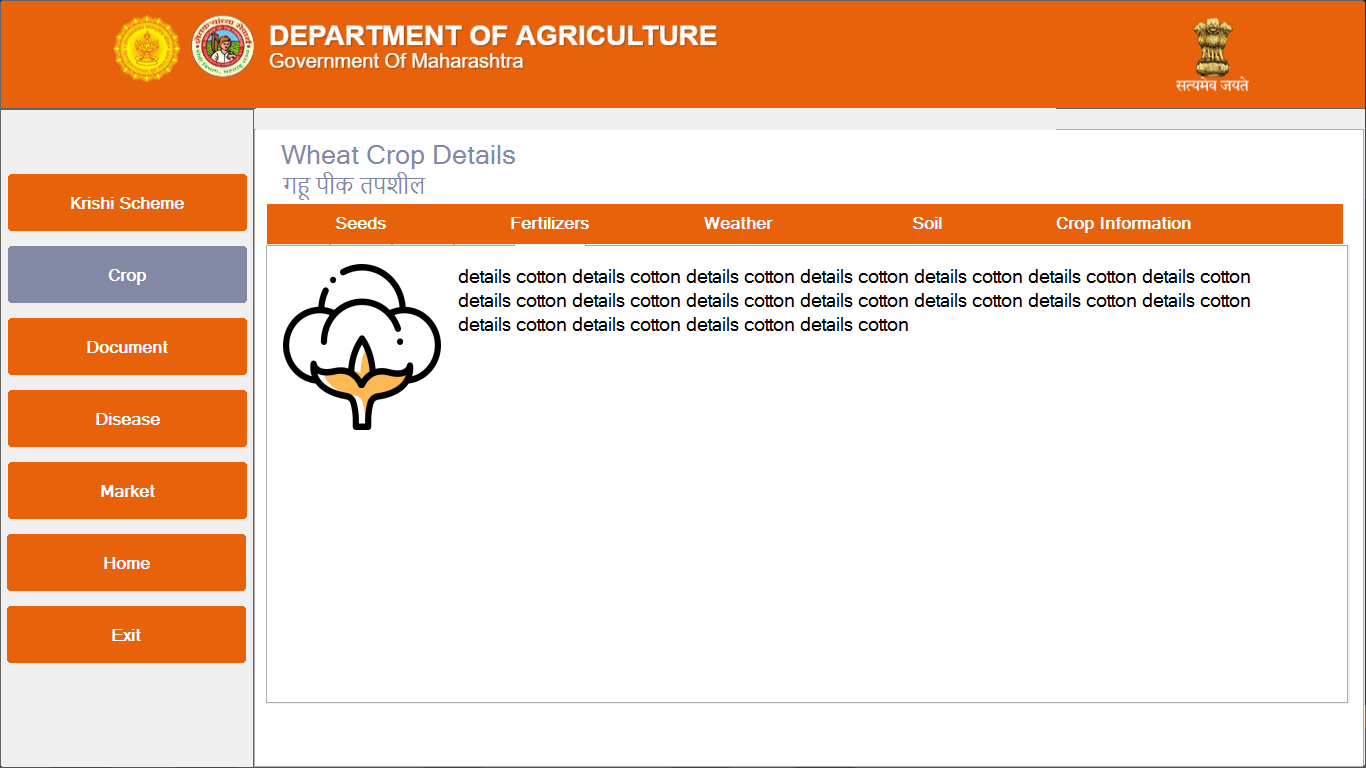 DEPARTMENT OF AGRICULTURE
Government Of Maharashtra
सत्यमेव जयते
Krishi Scheme
Crop
Document
Disease
Market
Home
Exit
Wheat Crop Details
गहू पीक तपशील
Seeds Fertilizers Weather Soil Crop Information
details cotton details cotton details cotton details cotton details cotton details cotton details cotton
details cotton details cotton details cotton details cotton details cotton details cotton details cotton
details cotton details cotton details cotton details cotton